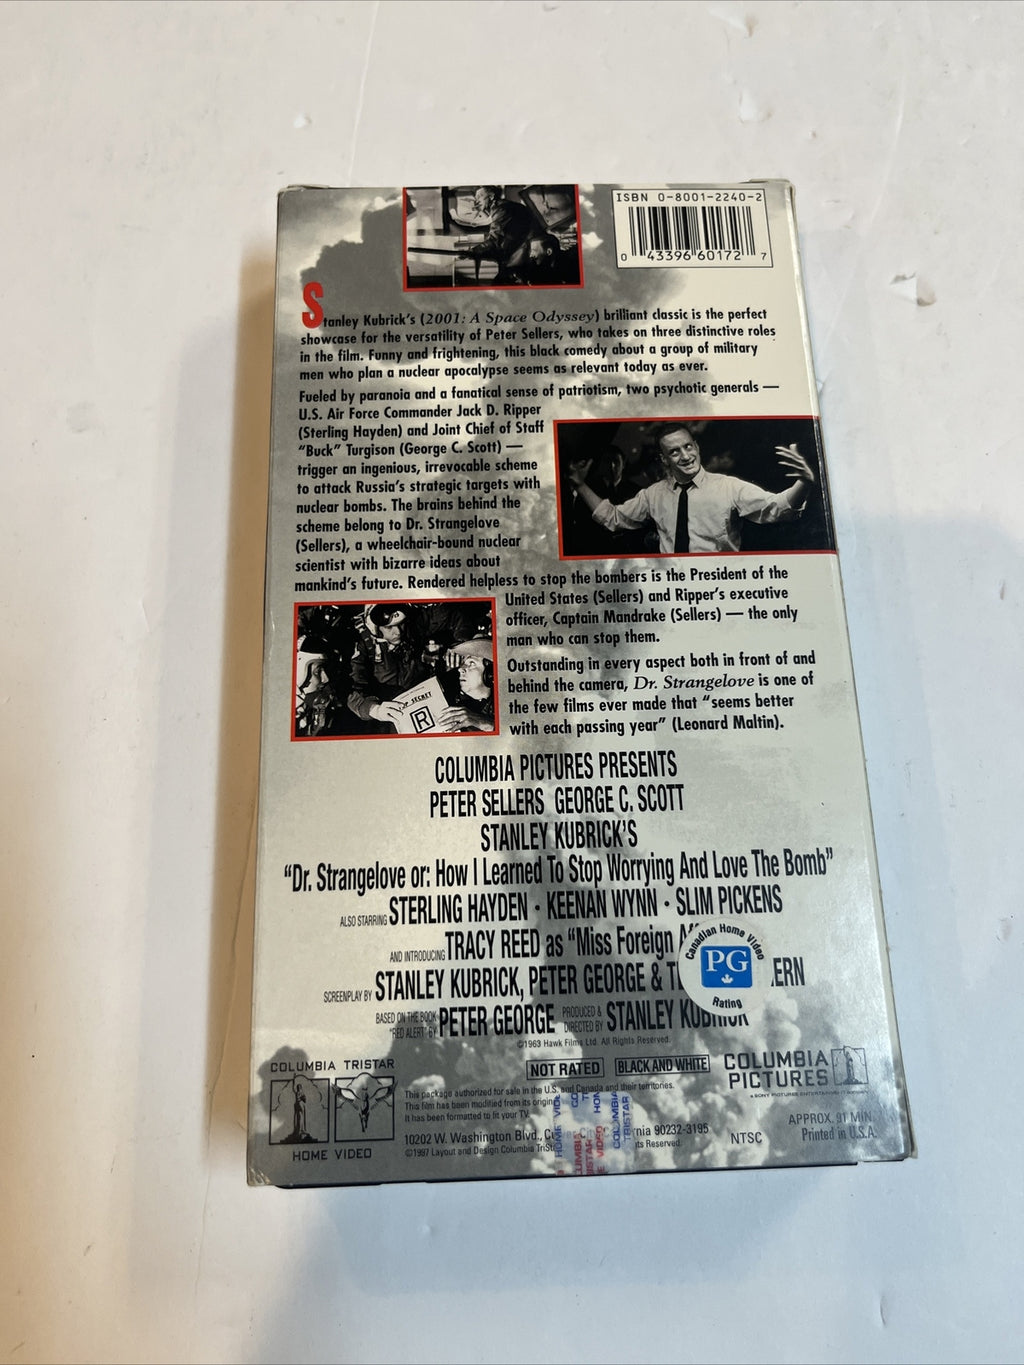 ISBN 0-8001-2240-2
0 43396 60172 7
Stanley Kubrick's (2001: A Space Odyssey) brilliant classic is the perfect
showcase for the versatility of Peter Sellers, who takes on three distinctive roles
in the film. Funny and frightening, this black comedy about a group of military
men who plan a nuclear apocalypse seems as relevant today as ever.
Fueled by paranoia and a fanatical sense of patriotism, two psychotic generals —
U.S. Air Force Commander Jack D. Ripper
(Sterling Hayden) and Joint Chief of Staff
"Buck" Turgison (George C. Scott) —
trigger an ingenious, irrevocable scheme
to attack Russia's strategic targets with
nuclear bombs. The brains behind the
scheme belong to Dr. Strangelove
(Sellers), a wheelchair-bound nuclear
scientist with bizarre ideas about
mankind's future. Rendered helpless to stop the bombers is the President of the
United States (Sellers) and Ripper's executive
officer, Captain Mandrake (Sellers) — the only
man who can stop them.
SECRET
R
Outstanding in every aspect both in front of and
behind the camera, Dr. Strangelove is one of
the few films ever made that "seems better
with each passing year" (Leonard Maltin).
COLUMBIA PICTURES PRESENTS
PETER SELLERS GEORGE C. SCOTT
STANLEY KUBRICK'S
"Dr. Strangelove or: How I Learned To Stop Worrying And Love The Bomb"
ALSO STARRING STERLING HAYDEN · KEENAN WYNN · SLIM PICKENS
AND INTRODUCING TRACY REED as "Miss Foreign
Canadian Home Video
PG
Rating
SCREENPLAY BY STANLEY KUBRICK, PETER GEORGE &
BASED ON THE BOOK "RED ALERT" BY PETER GEORGE PRODUCED & DIRECTED BY STANLEY KUBRICK
©1963 Hawk Films Ltd. All Rights Reserved.
COLUMBIA TRISTAR
HOME VIDEO
NOT RATED
BLACK AND WHITE
COLUMBIA
PICTURES
A SONY PICTURES ENTERTAINMENT COMPANY
This package authorized for sale in the U.S. and Canada and their territories.
This film has been modified from its original
It has been formatted to fit your TV.
10202 W. Washington Blvd., 90232-3195
©1997 Layout and Design Columbia Reserved.
HOME VIDEO
COLUMBIA
TRISTAR
NTSC
APPROX. 91 MIN.
Printed in U.S.A.